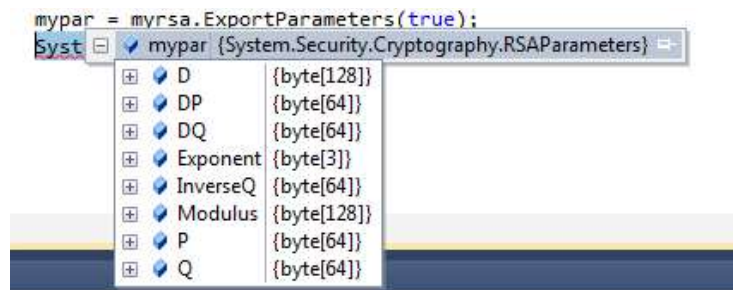 mypar = myrsa.ExportParameters(true);
Syst mypar {System.Security.Cryptography.RSAParameters}
D {byte[128]}
DP {byte[64]}
DQ {byte[64]}
Exponent {byte[3]}
InverseQ {byte[64]}
Modulus {byte[128]}
P {byte[64]}
Q {byte[64]}